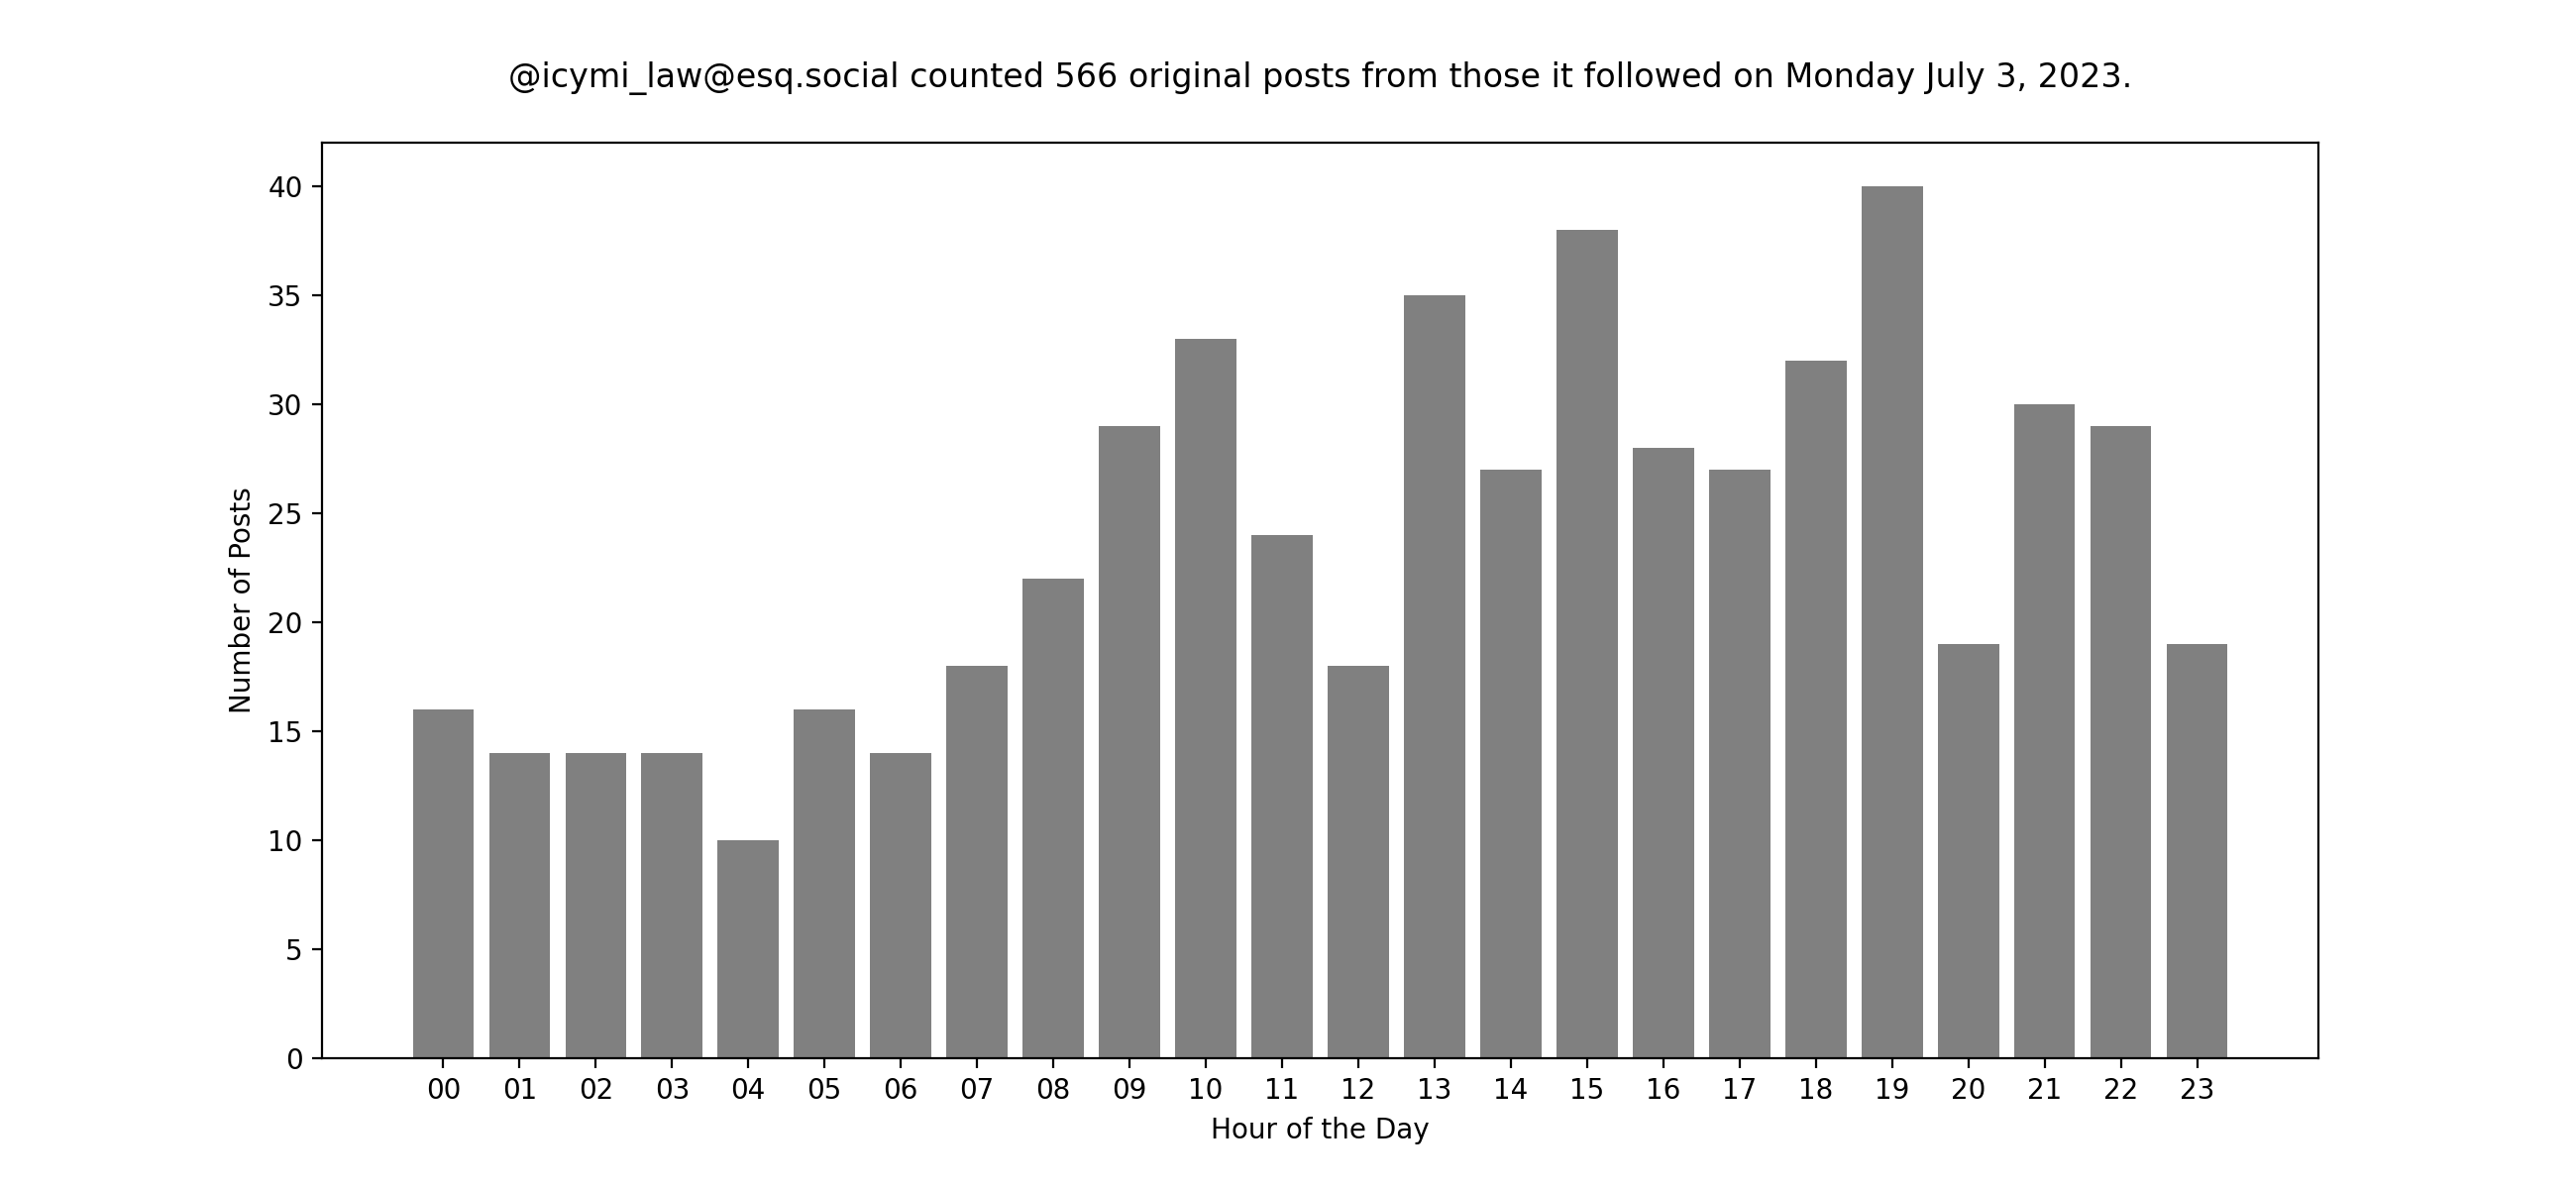 @icymi_law@esq.social counted 566 original posts from those it followed on Monday July 3, 2023.
40
35
30
25
20
15
10
5
0
Number of Posts
00 01 02 03 04 05 06 07 08 09 10 11 12 13 14 15 16 17 18 19 20 21 22 23
Hour of the Day